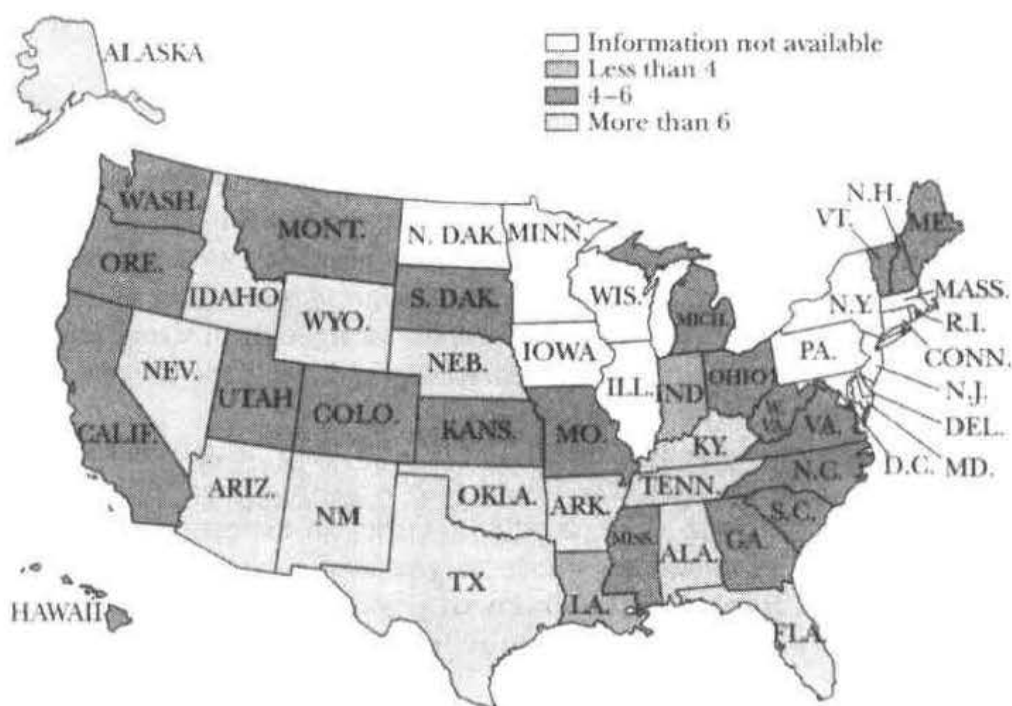 ALASKA
Information not available
Less than 4
4–6
More than 6
WASH.
MONT.
N. DAK.
MINN.
N.H.
VT.
ME.
ORE.
IDAHO
S. DAK.
WIS.
MICH.
N.Y.
MASS.
R.I.
WYO.
IOWA
PA.
CONN.
NEV.
NEB.
ILL.
IND
OHIO
N.J.
UTAH
COLO.
KANS.
MO.
W.
VA.
VA.
DEL.
CALIF.
KY.
D.C.
MD.
ARIZ.
NM
OKLA.
ARK.
TENN.
N.C.
S.C.
MISS.
ALA.
GA.
TX
LA.
FLA.
HAWAII